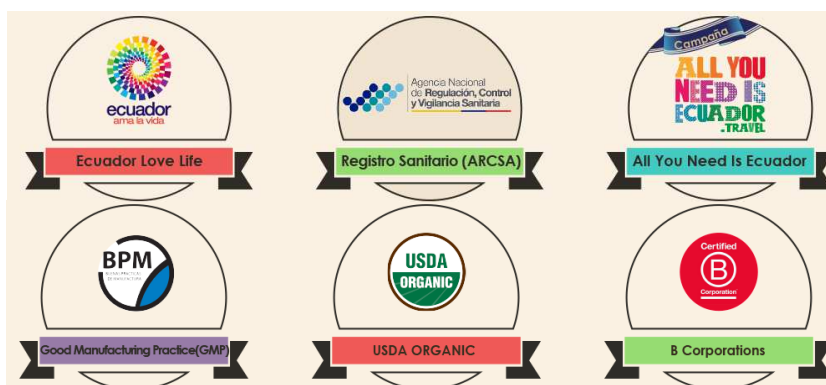 Campaña
ALL YOU
NEED IS
ECUADOR
.TRAVEL
ecuador
ama la vida
Agencia Nacional
de Regulación, Control
y Vigilancia Sanitaria
Ecuador Love Life
Registro Sanitario (ARCSA)
All You Need Is Ecuador
BPM
USDA
ORGANIC
Certified
B
Corporation
Good Manufacturing Practice(GMP)
USDA ORGANIC
B Corporations